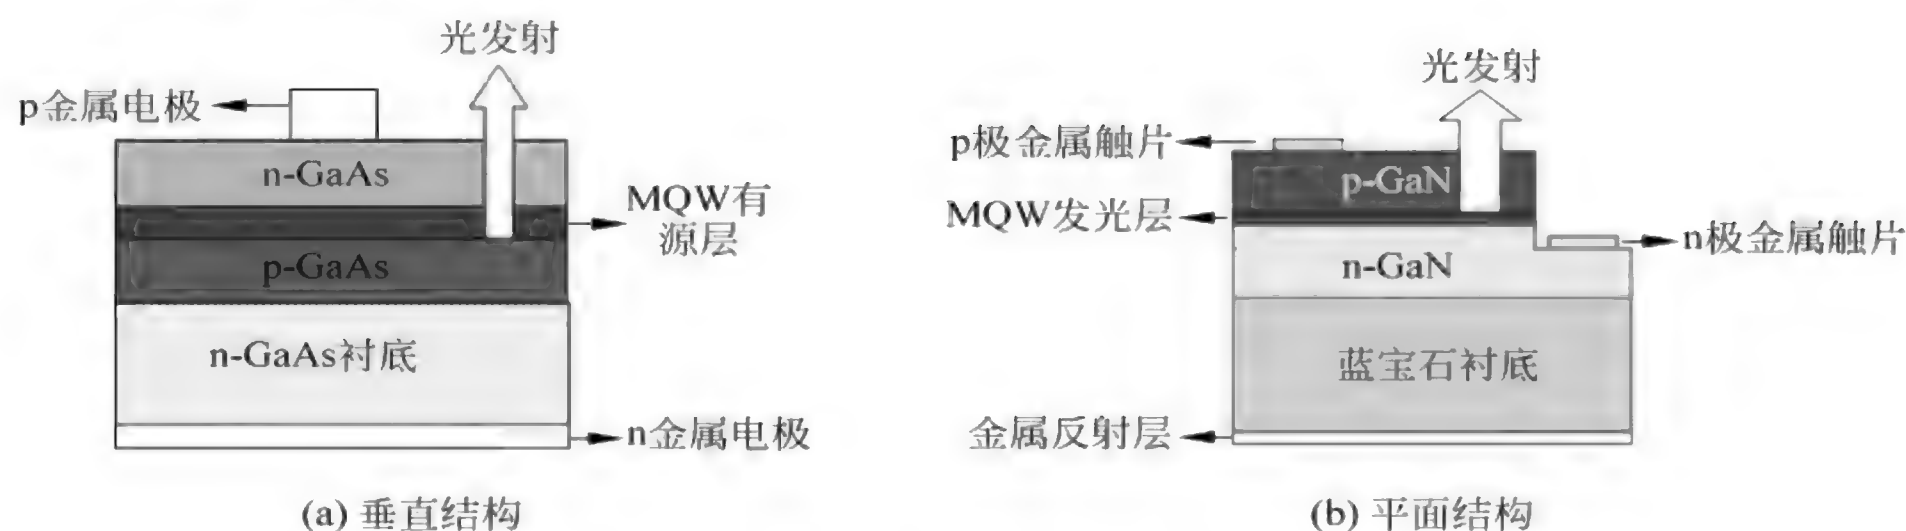 光发射
p金属电极
n-GaAs
MQW有
源层
p-GaAs
n-GaAs衬底
n金属电极
(a) 垂直结构
光发射
p极金属触片
p-GaN
MQW发光层
n极金属触片
n-GaN
蓝宝石衬底
金属反射层
(b) 平面结构